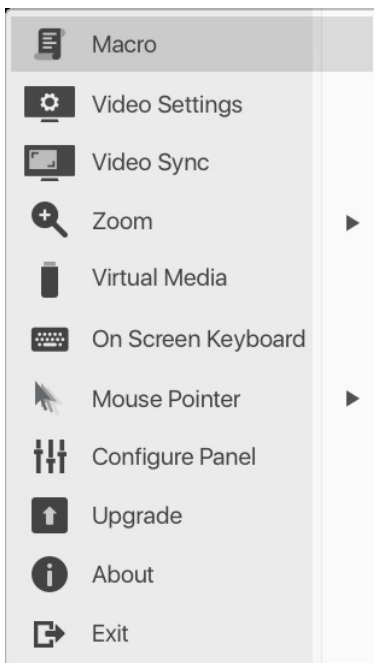 Macro
Video Settings
Video Sync
Zoom
Virtual Media
On Screen Keyboard
Mouse Pointer
Configure Panel
Upgrade
About
Exit